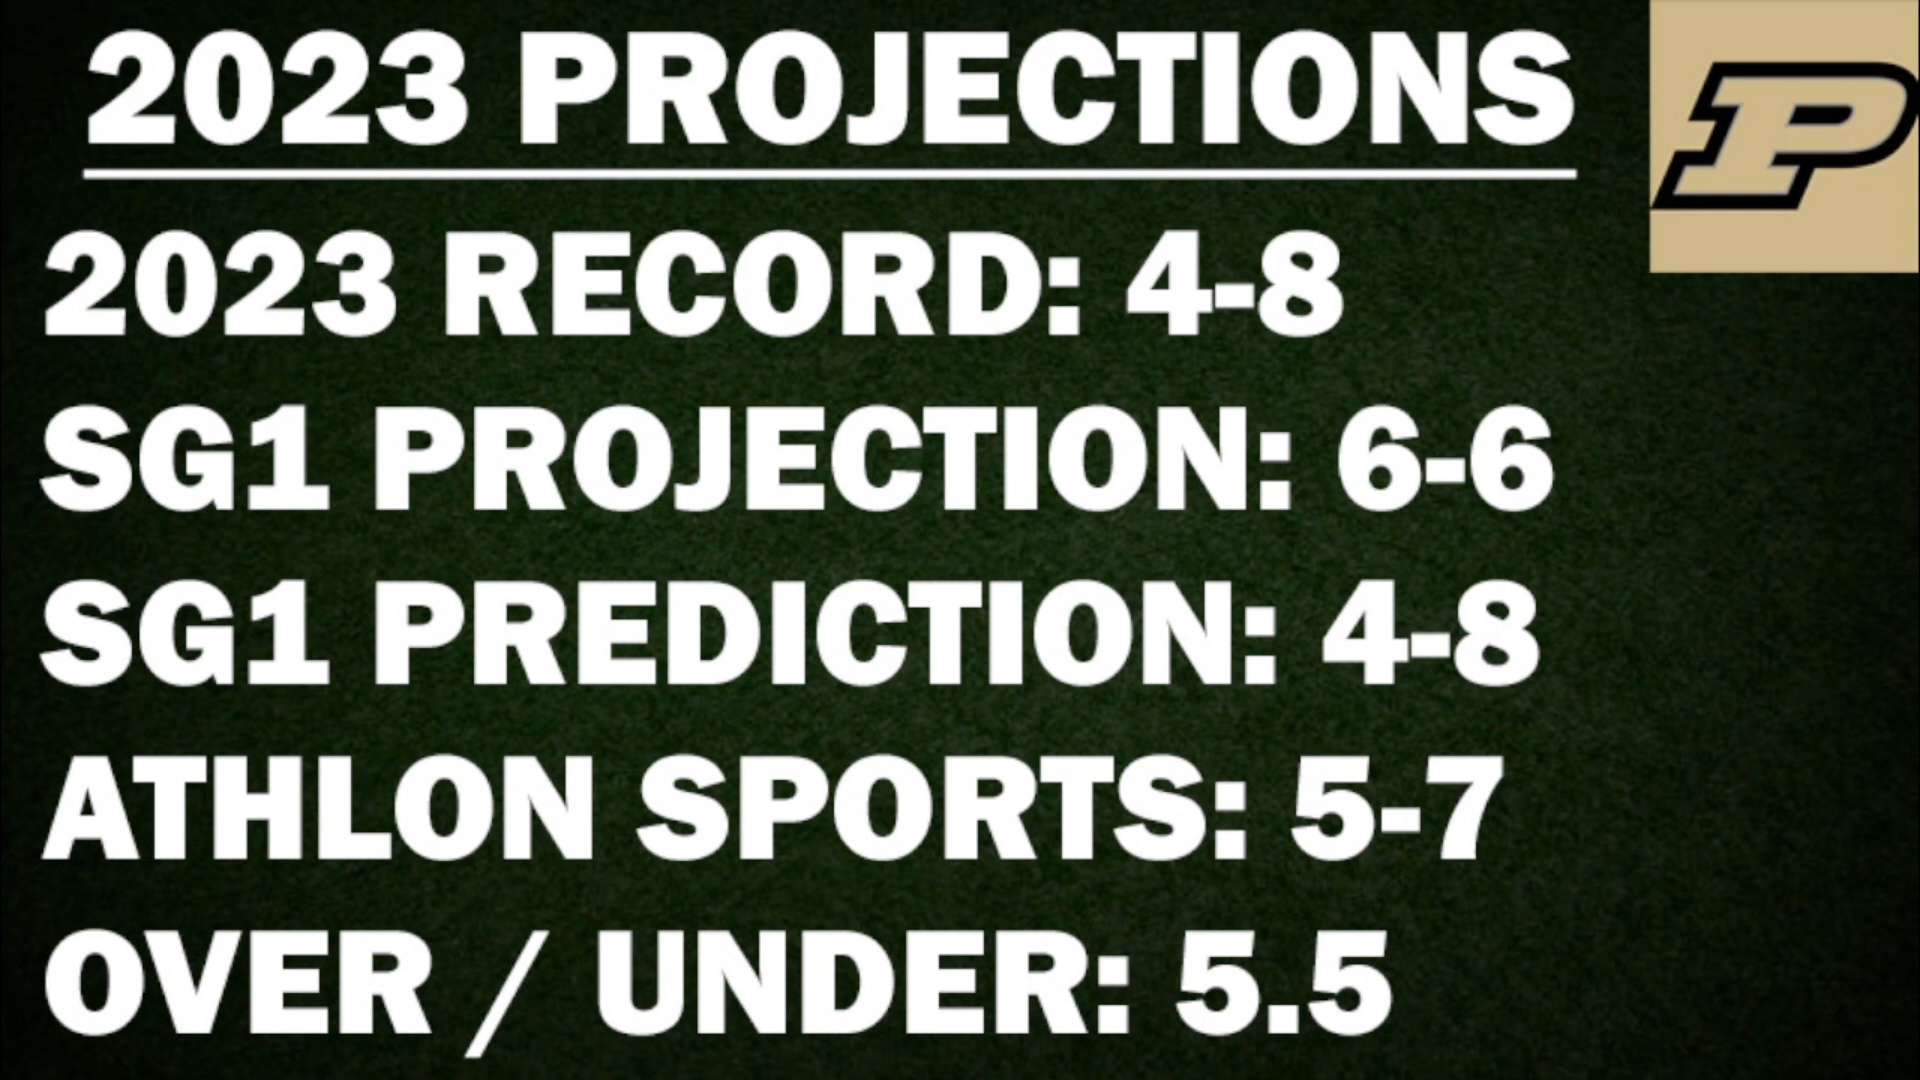 2023 PROJECTIONS
P
2023 RECORD: 4-8
SG1 PROJECTION: 6-6
SG1 PREDICTION: 4-8
ATHLON SPORTS: 5-7
OVER / UNDER: 5.5